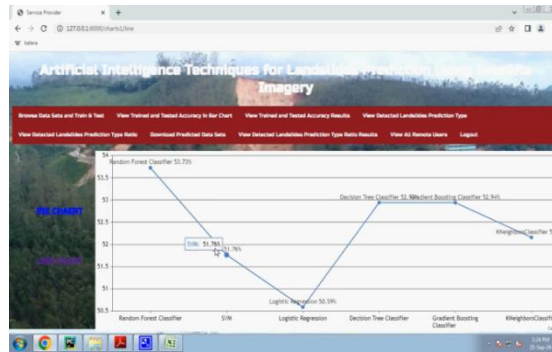 Service Provider
127.0.0.1:8000/charts1/line
Artificial Intelligence Techniques for Landslides Prediction
Imagery
Browse Data Sets and Train & Test View Trained and Tested Accuracy in Bar Chart View Trained and Tested Accuracy Results View Detected Landslides Prediction Type
View Detected Landslides Prediction Type Ratio Download Predicted Data Sets View Detected Landslides Prediction Type Ratio Results View All Remote Users Logout
54
Random Forest Classifier 53.73%
53.5
53
Decision Tree Classifier 52.94% Gradient Boosting Classifier 52.94%
52.5
PIE CHART
KNeighborsClassifier 5
52
SVM: 51.76%
51.76%
51.5
51
Logistic Regression 50.59%
50.5
Random Forest Classifier SVM Logistic Regression Decision Tree Classifier Gradient Boosting Classifier KNeighborsClassif